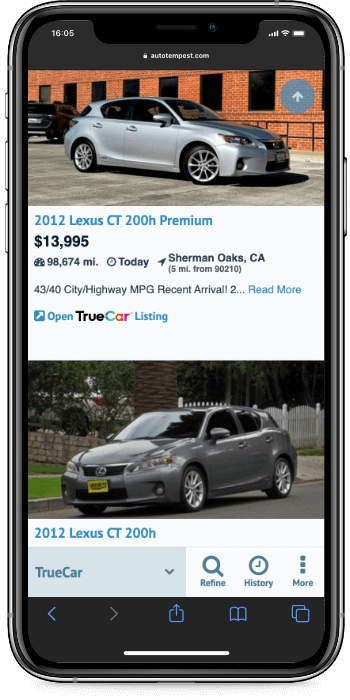 16:05
autotempest.com
2012 Lexus CT 200h Premium
$13,995
98,674 mi. Today Sherman Oaks, CA
(5 mi. from 90210)
43/40 City/Highway MPG Recent Arrival! 2... Read More
Open TrueCar Listing
2012 Lexus CT 200h
TrueCar
Refine History More